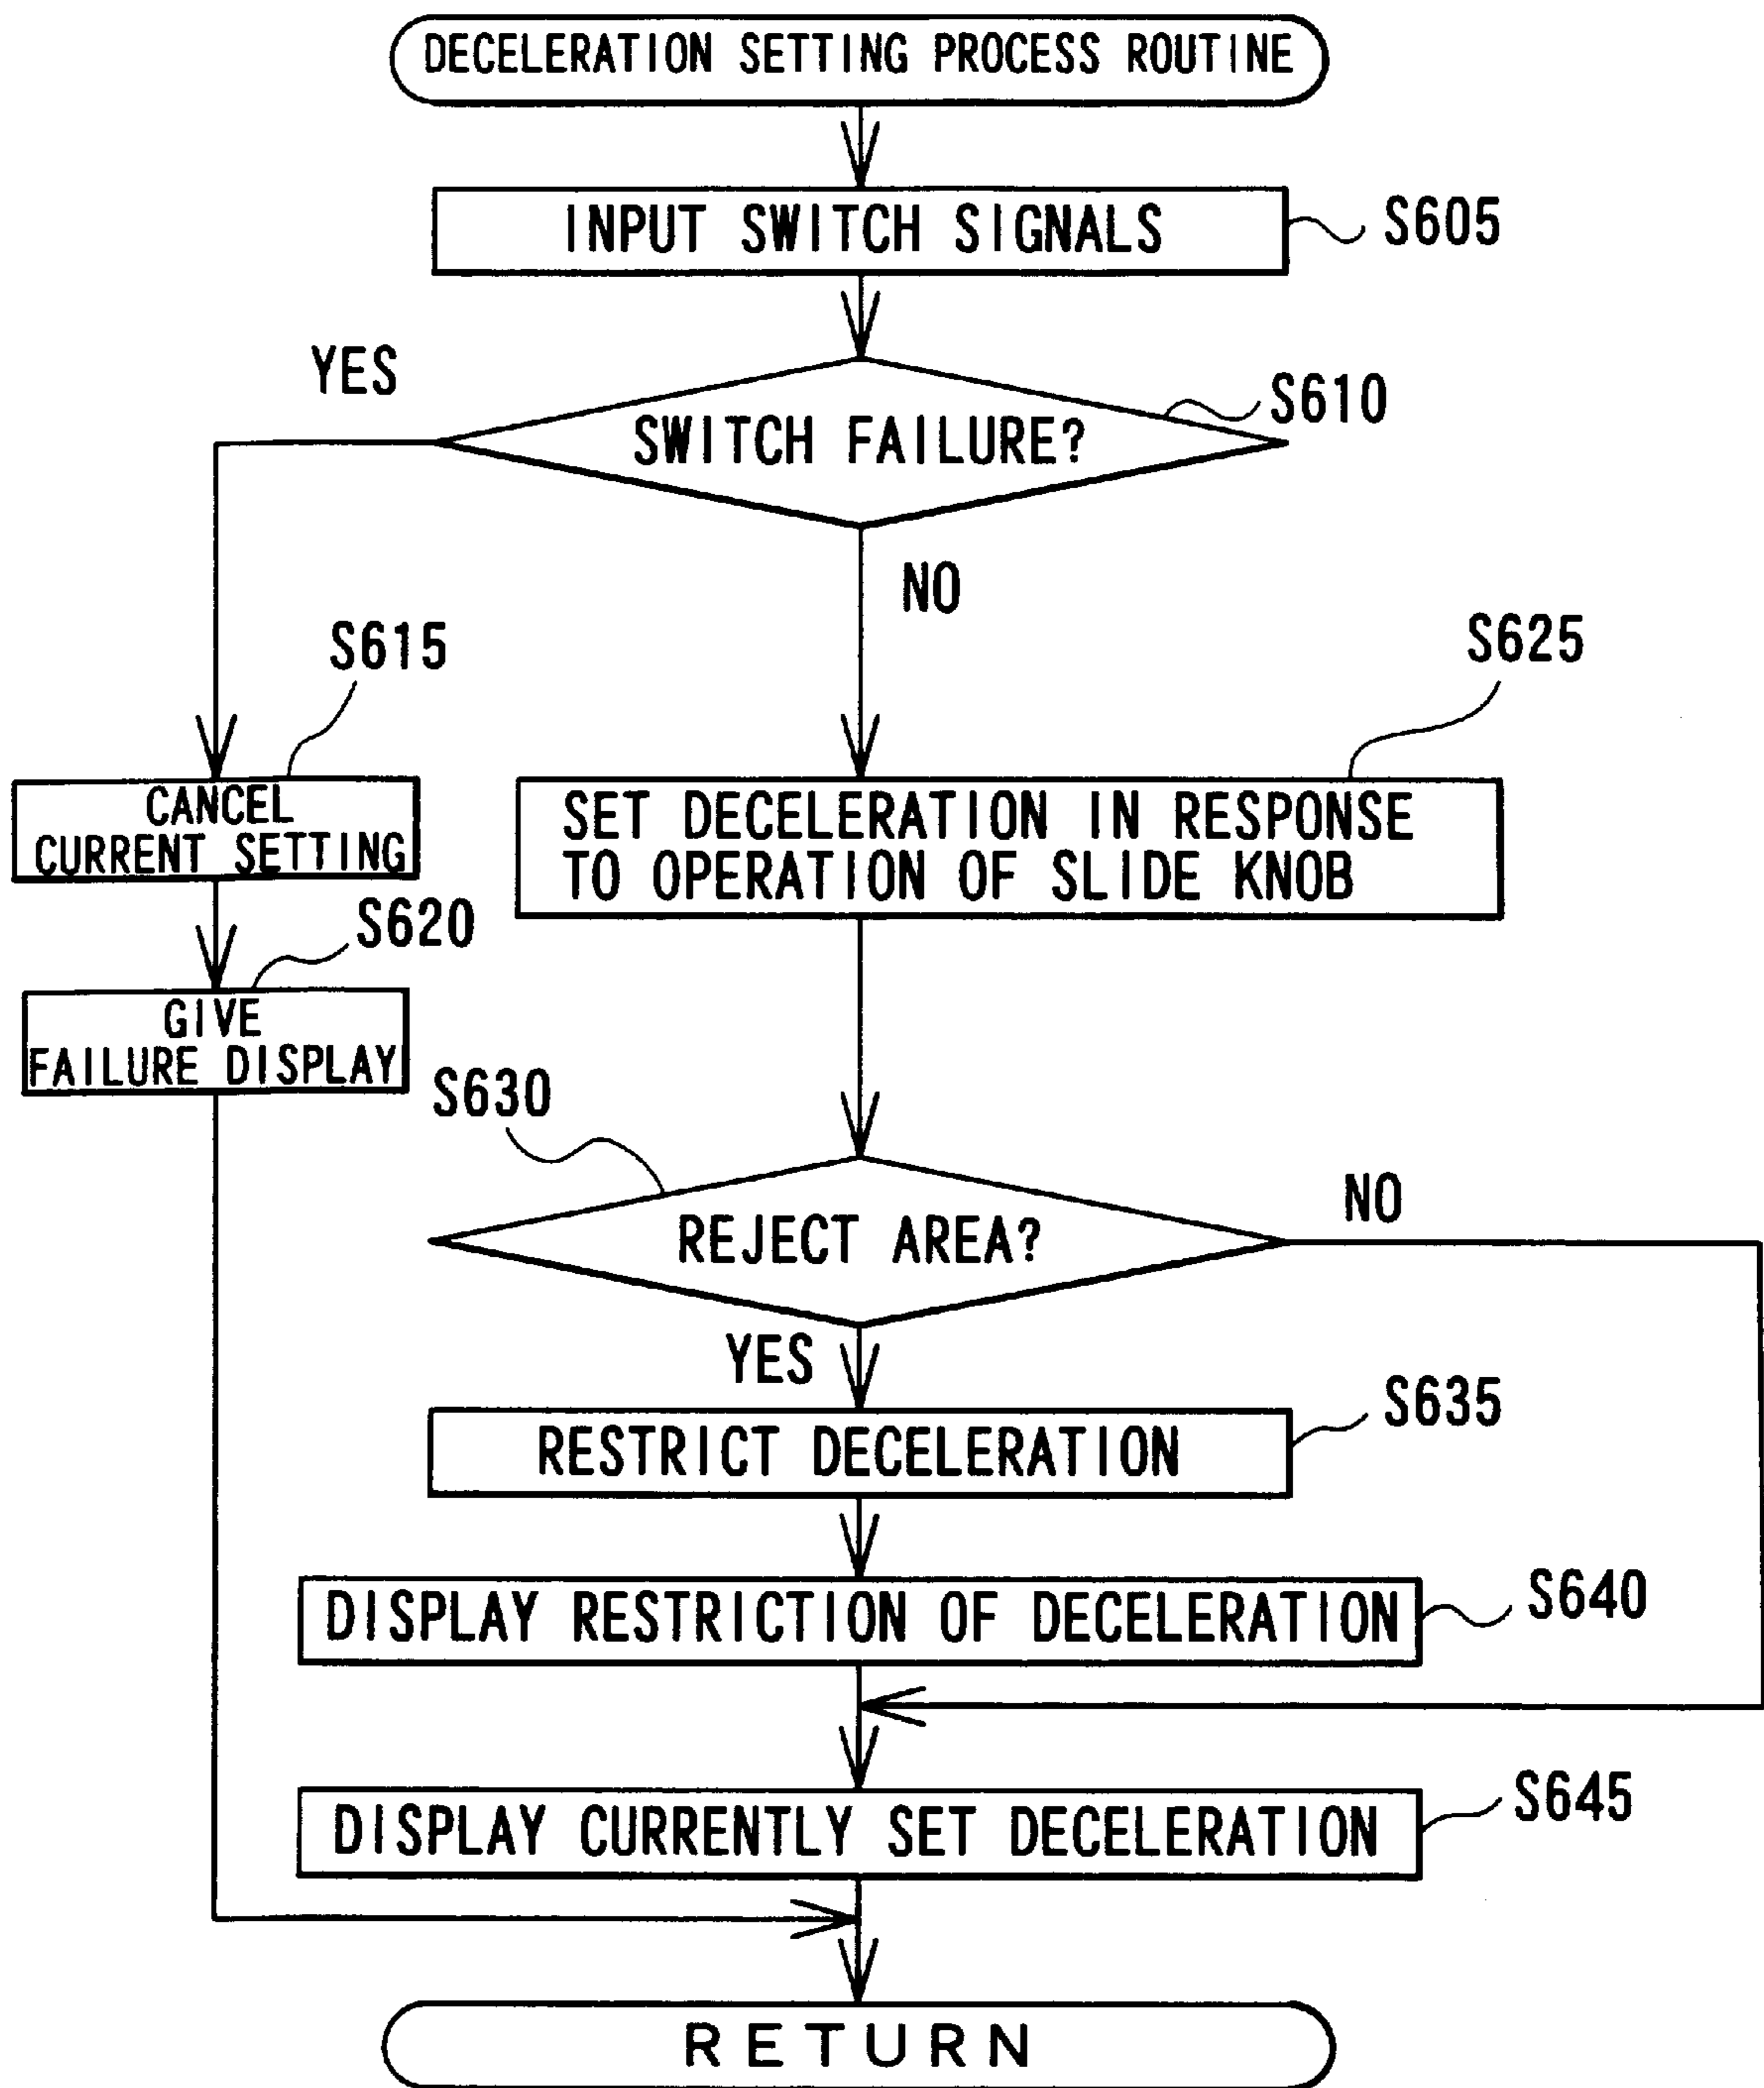 DECELERATION SETTING PROCESS ROUTINE
INPUT SWITCH SIGNALS
S605
YES
SWITCH FAILURE?
S610
NO
S615
S625
CANCEL
CURRENT SETTING
SET DECELERATION IN RESPONSE
TO OPERATION OF SLIDE KNOB
S620
GIVE
FAILURE DISPLAY
S630
REJECT AREA?
NO
YES
RESTRICT DECELERATION
S635
DISPLAY RESTRICTION OF DECELERATION
S640
DISPLAY CURRENTLY SET DECELERATION
S645
RETURN